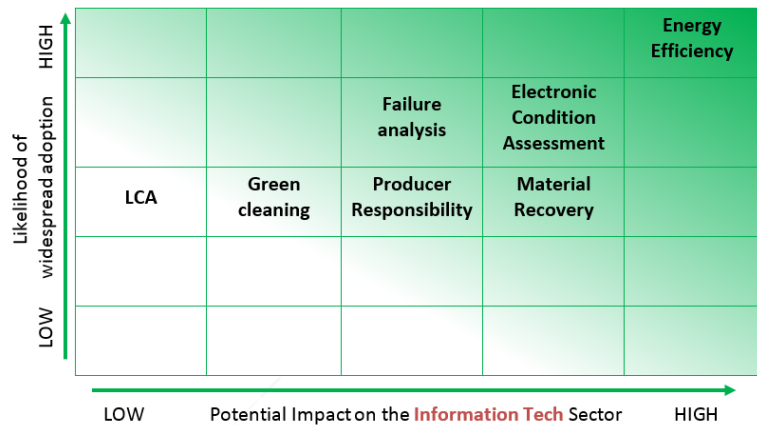 HIGH
Likelihood of
widespread adoption
LOW
Energy
Efficiency
Failure
analysis
Electronic
Condition
Assessment
LCA
Green
cleaning
Producer
Responsibility
Material
Recovery
LOW
Potential Impact on the Information Tech Sector
HIGH